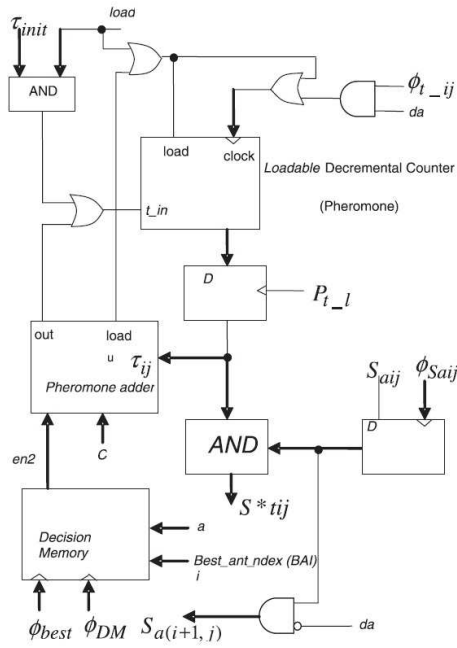 load
τinit
AND
ϕt_ij
da
load
clock
Loadable Decremental Counter
(Pheromone)
t_in
D
Pt_l
out
load
u
τij
Pheromone adder
C
en2
Saij
ϕSaij
D
AND
S*tij
Decision
Memory
a
Best_ant_ndex (BAI)
i
ϕbest
ϕDM
Sa(i+1, j)
da